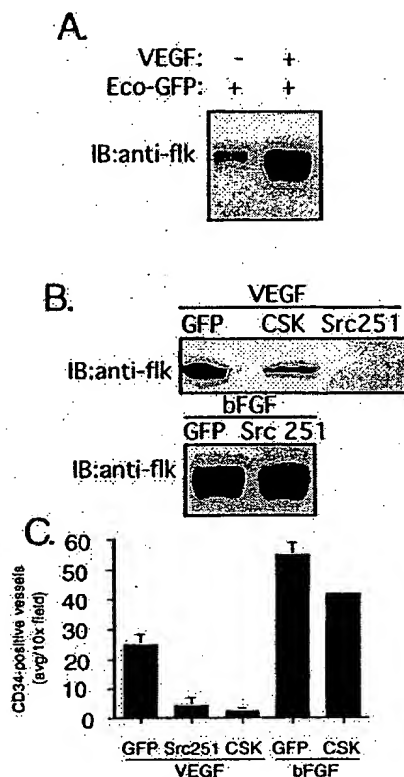 A.
VEGF: - +
Eco-GFP: + +
IB:anti-flk
B.
VEGF
GFP CSK Src251
IB:anti-flk
bFGF
GFP Src 251
IB:anti-flk
C.
CD34-positive vessels
(avg/10x field)
60
50
40
30
20
10
0
GFP Src251 CSK GFP CSK
VEGF bFGF